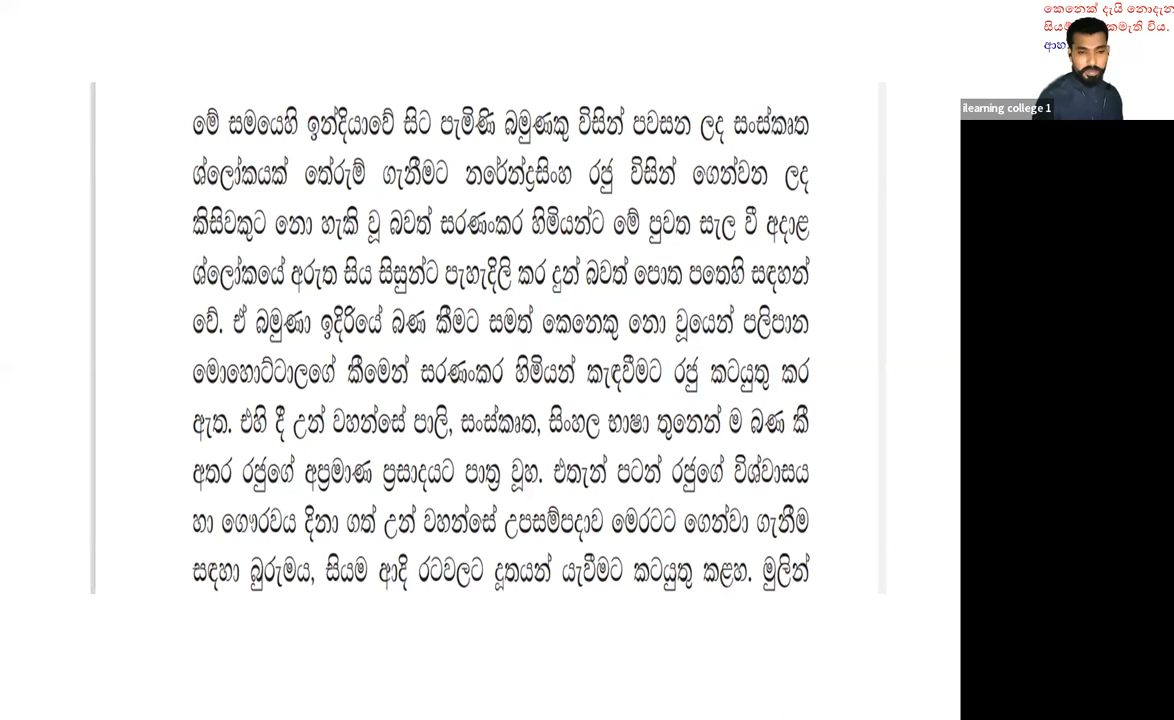 මේ සමයෙහි ඉන්දියාවේ සිට පැමිණි බමුණකු විසින් පවසන ලද සංස්කෘත
ශ්ලෝකයක් තේරුම් ගැනීමට නරේන්ද්‍රසිංහ රජු විසින් ගෙන්වන ලද
කිසිවකුට නො හැකි වූ බවත් සරණංකර හිමියන්ට මේ පුවත සැල වී අදාළ
ශ්ලෝකයේ අරුත සිය සිසුන්ට පැහැදිලි කර දුන් බවත් පොත පතෙහි සඳහන්
වේ. ඒ බමුණා ඉදිරියේ බණ කීමට සමත් කෙනෙකු නො වූයෙන් පලිපාන
මොහොට්ටාලගේ කීමෙන් සරණංකර හිමියන් කැඳවීමට රජු කටයුතු කර
ඇත. එහි දී උන් වහන්සේ පාලි, සංස්කෘත, සිංහල භාෂා තුනෙන් ම බණ කී
අතර රජුගේ අප්‍රමාණ ප්‍රසාදයට පාත්‍ර වූහ. එතැන් පටන් රජුගේ විශ්වාසය
හා ගෞරවය දිනා ගත් උන් වහන්සේ උපසම්පදාව මෙරටට ගෙන්වා ගැනීම
සඳහා බුරුමය, සියම ආදි රටවලට දූතයන් යැවීමට කටයුතු කළහ. මුලින්
කෙනෙක් දැයි නොදැන
කමැති විය.
ilearning college 1